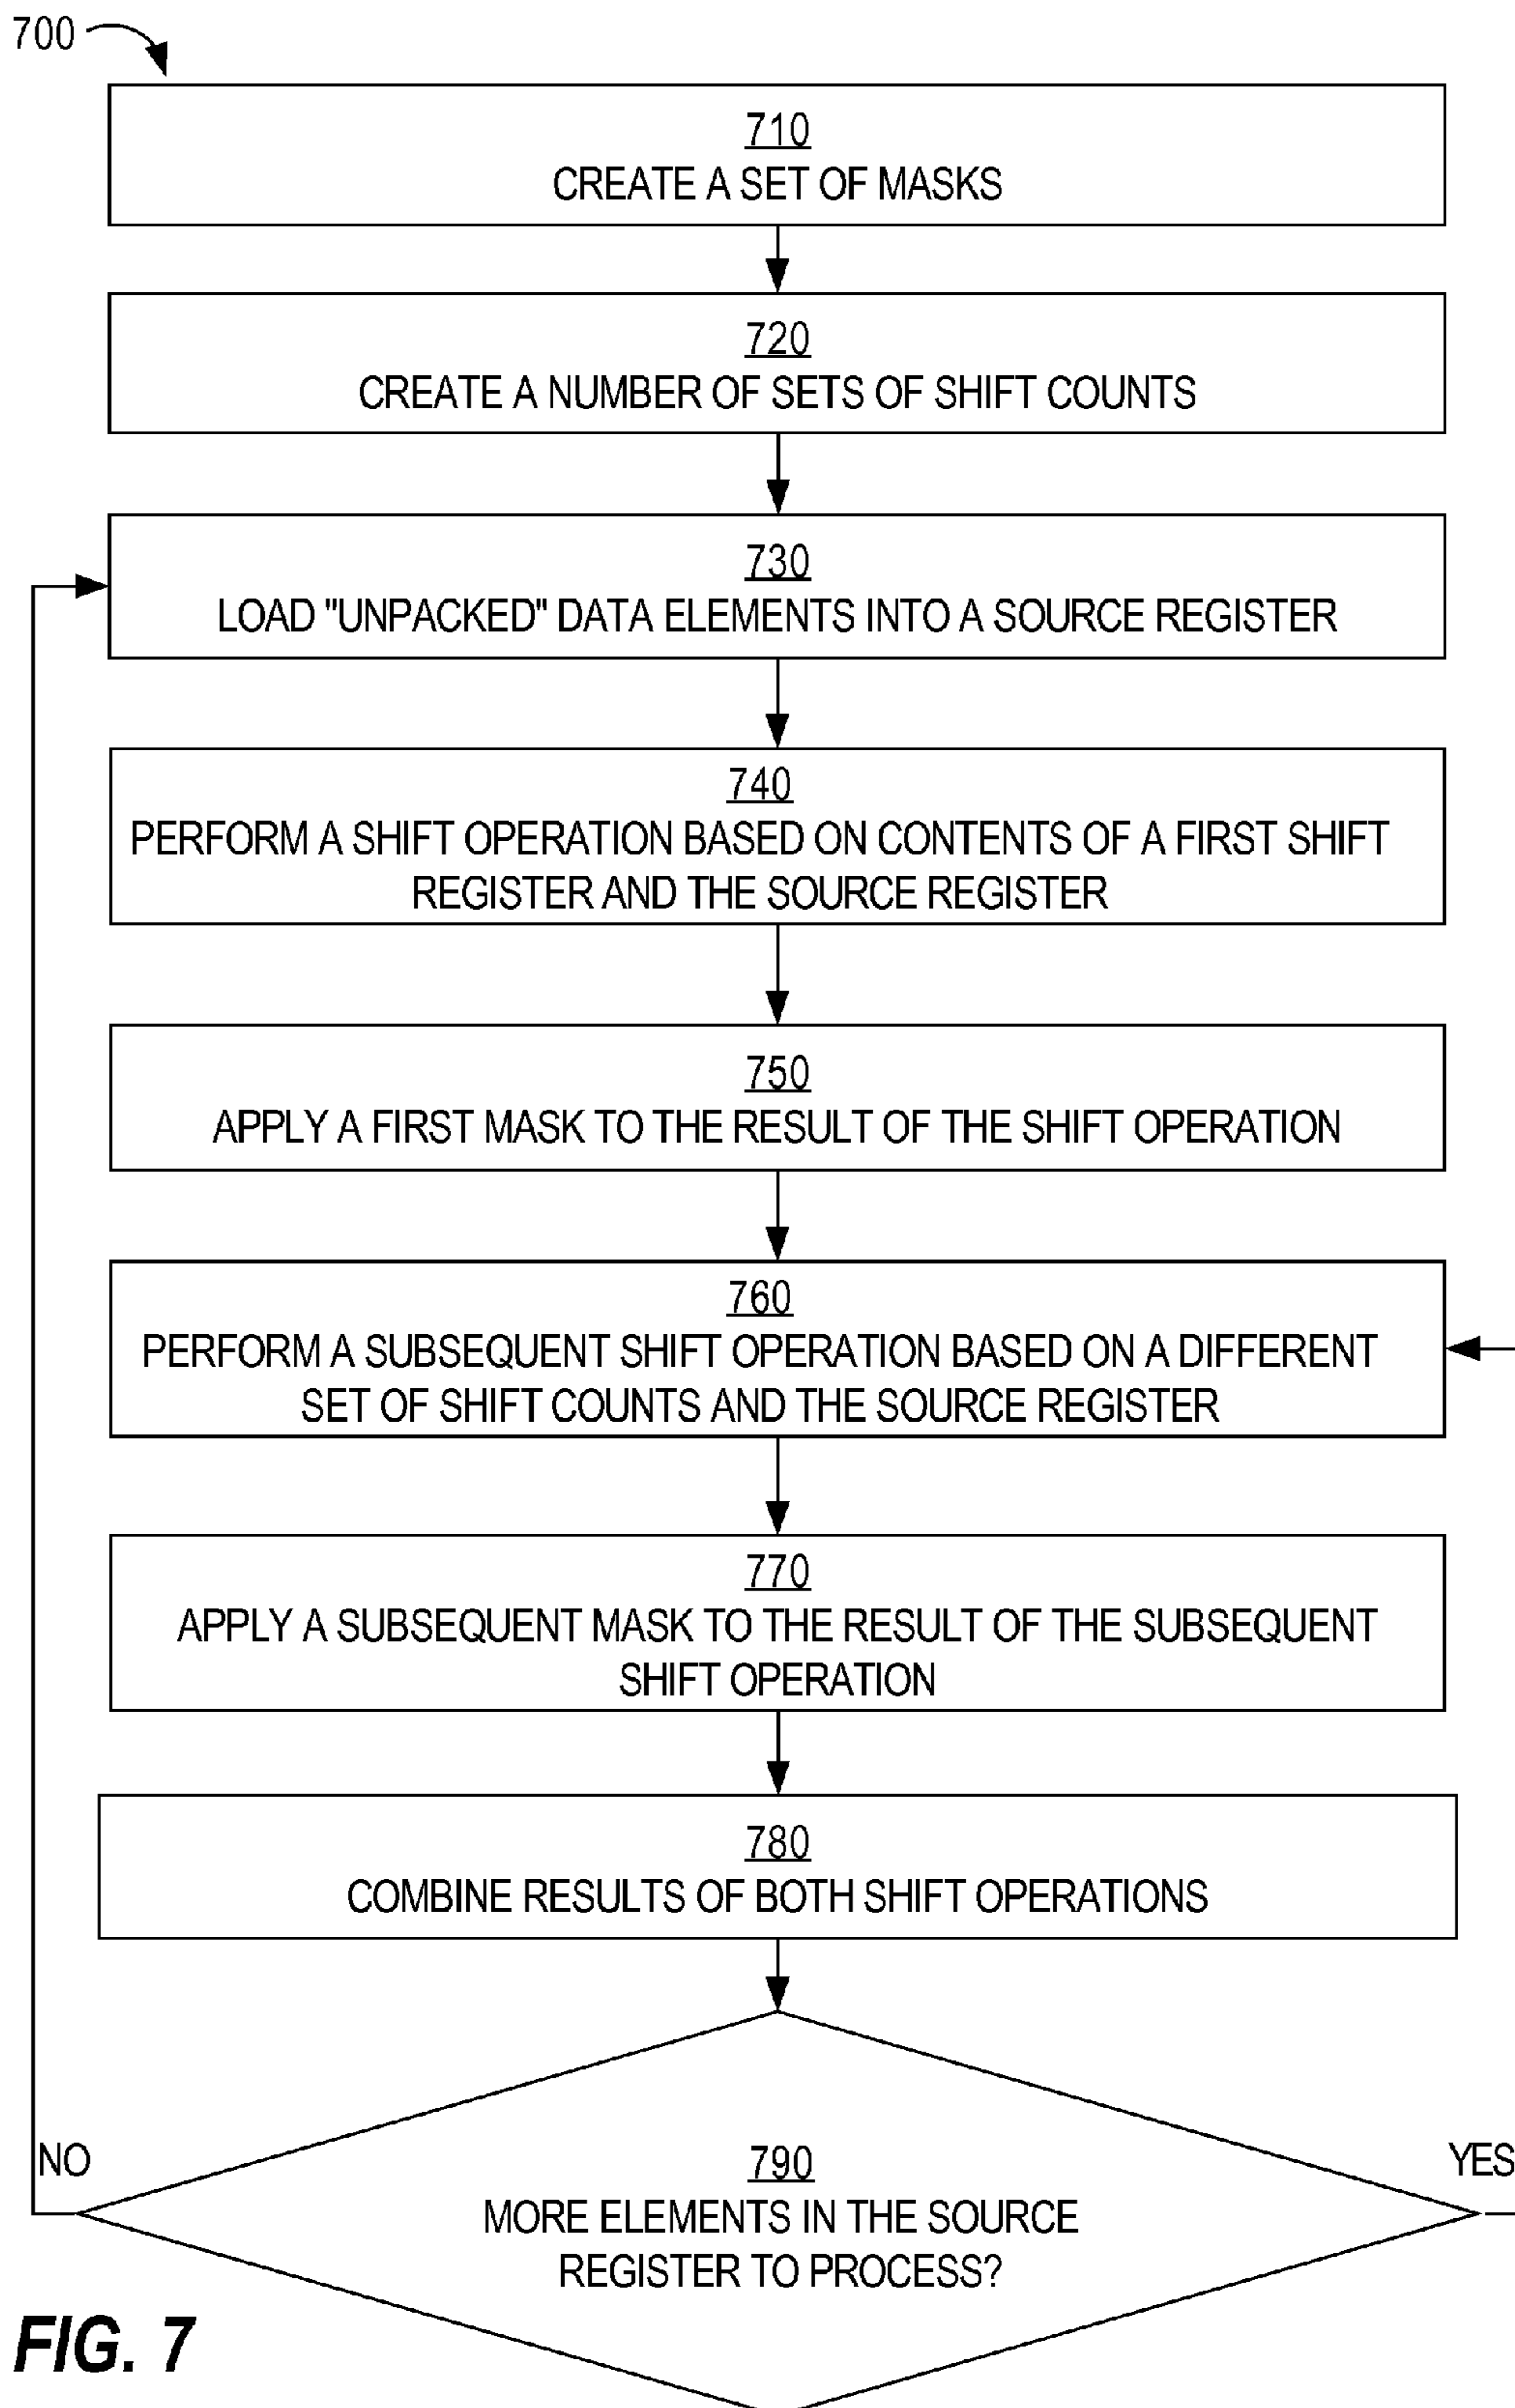 700
710
CREATE A SET OF MASKS
720
CREATE A NUMBER OF SETS OF SHIFT COUNTS
730
LOAD "UNPACKED" DATA ELEMENTS INTO A SOURCE REGISTER
740
PERFORM A SHIFT OPERATION BASED ON CONTENTS OF A FIRST SHIFT
REGISTER AND THE SOURCE REGISTER
750
APPLY A FIRST MASK TO THE RESULT OF THE SHIFT OPERATION
760
PERFORM A SUBSEQUENT SHIFT OPERATION BASED ON A DIFFERENT
SET OF SHIFT COUNTS AND THE SOURCE REGISTER
770
APPLY A SUBSEQUENT MASK TO THE RESULT OF THE SUBSEQUENT
SHIFT OPERATION
780
COMBINE RESULTS OF BOTH SHIFT OPERATIONS
NO
YES
790
MORE ELEMENTS IN THE SOURCE
REGISTER TO PROCESS?
FIG. 7